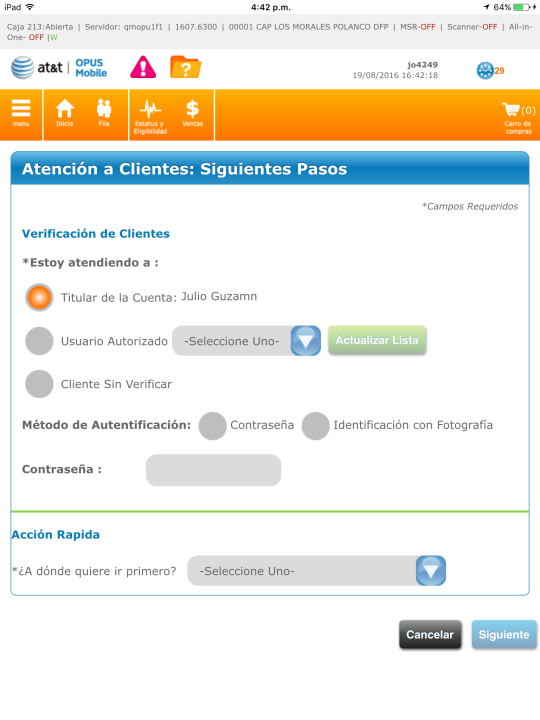 iPad 4:42 p.m. 64%
Caja 213:Abierta | Servidor: qmopu1f1 | 1607.6300 | 00001 CAP LOS MORALES POLANCO DFP | MSR-OFF | Scanner-OFF | All-in-
One- OFF |W
at&t | OPUS
Mobile
!
?
jo4249
19/08/2016 16:42:18
29
menu
Inicio
Fila
Estatus y
Eligibilidad
$
Ventas
(0)
Carro de
compras
Atención a Clientes: Siguientes Pasos
*Campos Requeridos
Verificación de Clientes
*Estoy atendiendo a :
Titular de la Cuenta: Julio Guzamn
Usuario Autorizado -Seleccione Uno- Actualizar Lista
Cliente Sin Verificar
Método de Autentificación: Contraseña Identificación con Fotografía
Contraseña :
Acción Rapida
*¿A dónde quiere ir primero? -Seleccione Uno-
Cancelar Siguiente